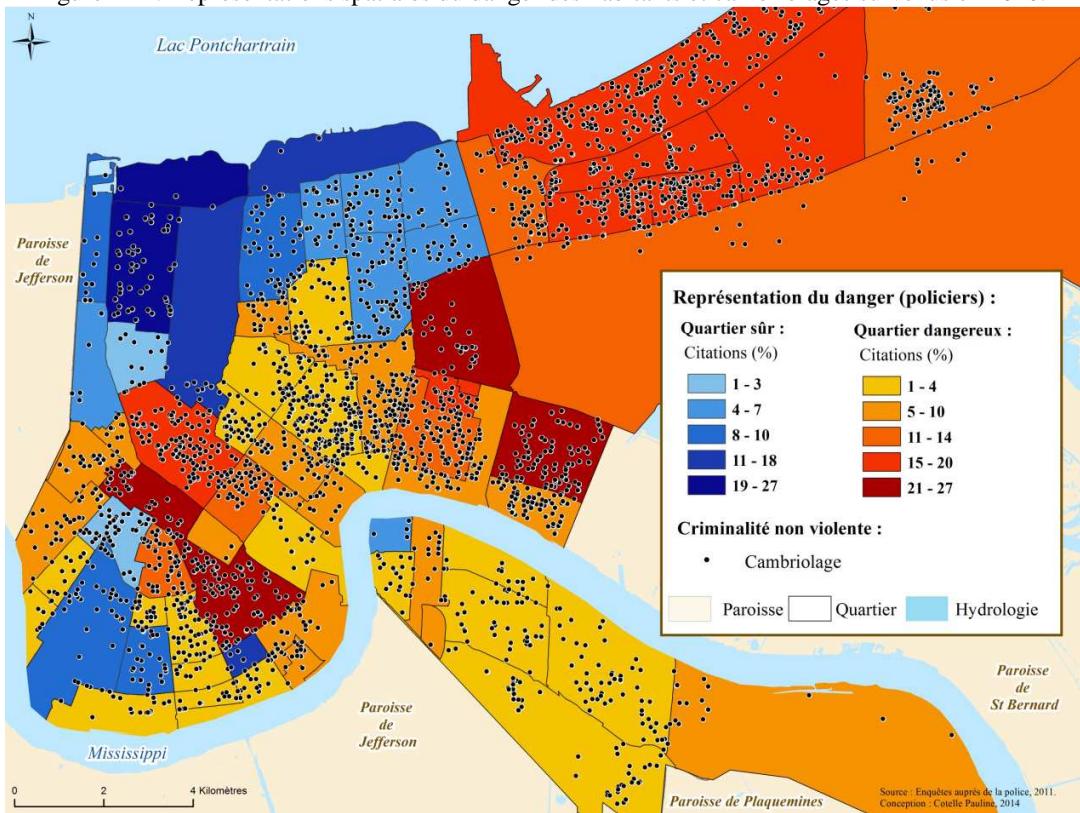 N
Lac Pontchartrain
Paroisse
de
Jefferson
Représentation du danger (policiers) :
Quartier sûr :
Citations (%)
1 - 3
4 - 7
8 - 10
11 - 18
19 - 27
Quartier dangereux :
Citations (%)
1 - 4
5 - 10
11 - 14
15 - 20
21 - 27
Criminalité non violente :
Cambriolage
Paroisse
Quartier
Hydrologie
Paroisse
de
St Bernard
Paroisse
de
Jefferson
Mississippi
0 2 4 Kilomètres
Paroisse de Plaquemines
Source : Enquêtes auprès de la police, 2011.
Conception : Cotelle Pauline, 2014